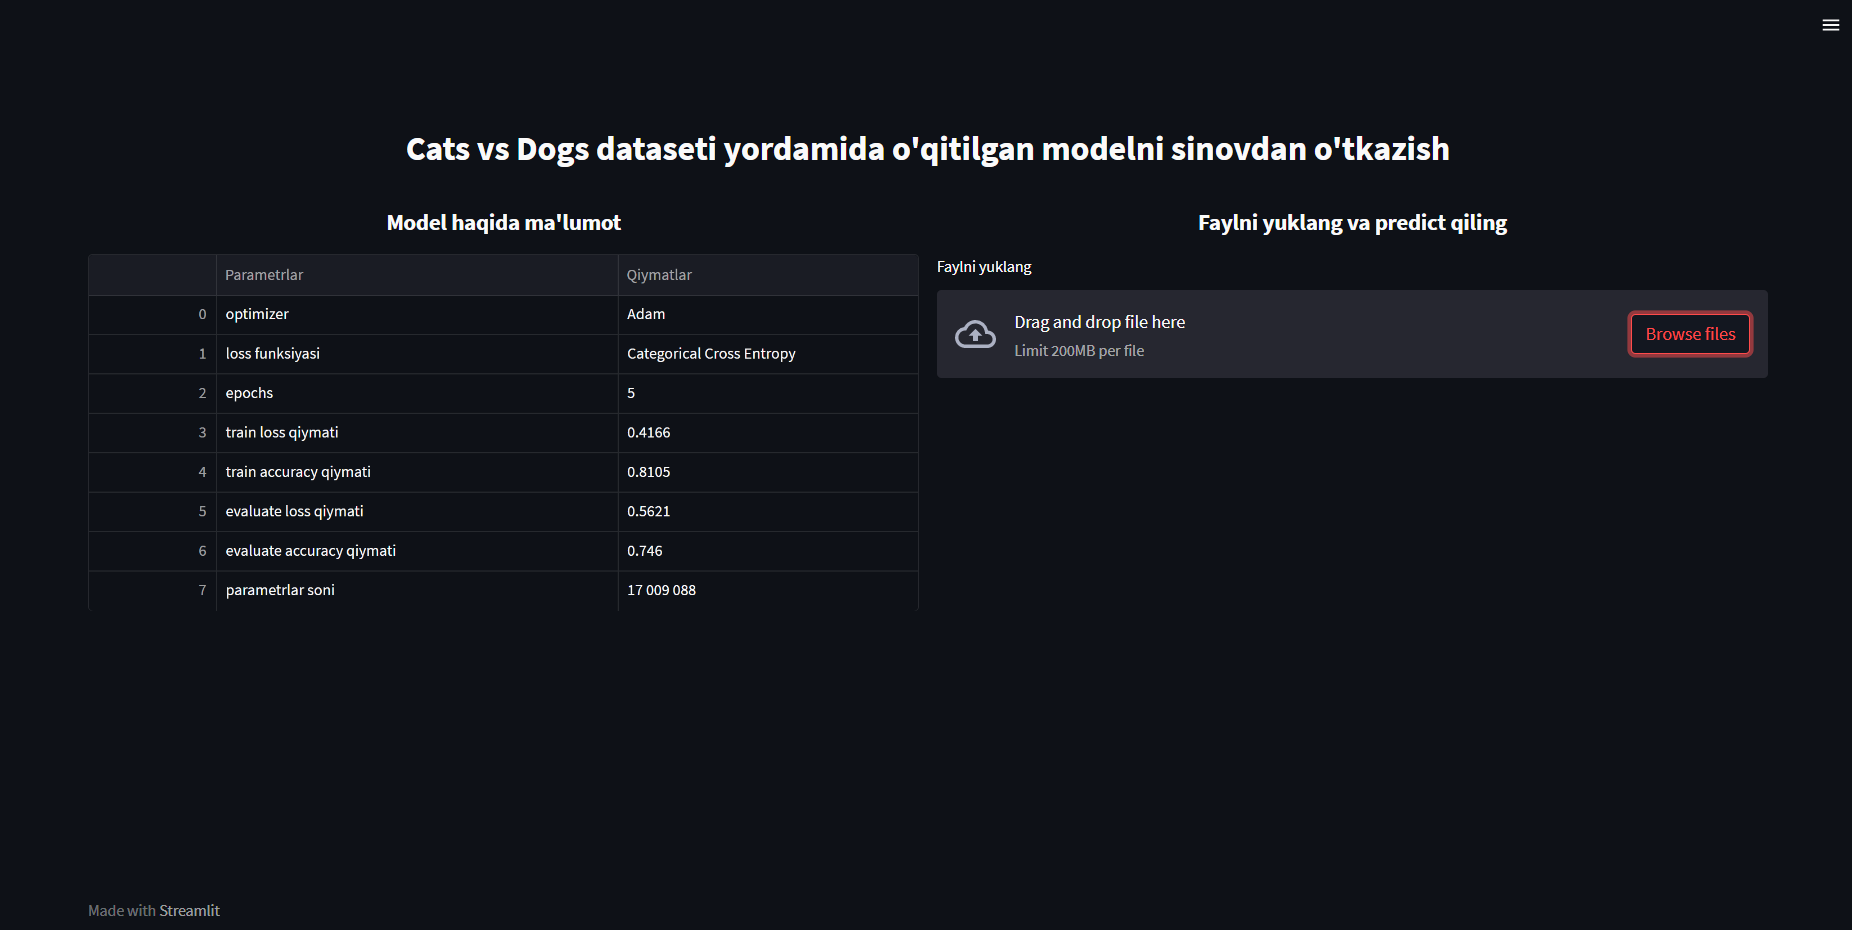 Cats vs Dogs dataseti yordamida o'qitilgan modelni sinovdan o'tkazish
Model haqida ma'lumot
Parametrlar Qiymatlar
0 optimizer Adam
1 loss funksiyasi Categorical Cross Entropy
2 epochs 5
3 train loss qiymati 0.4166
4 train accuracy qiymati 0.8105
5 evaluate loss qiymati 0.5621
6 evaluate accuracy qiymati 0.746
7 parametrlar soni 17 009 088
Faylni yuklang va predict qiling
Faylni yuklang
Drag and drop file here
Limit 200MB per file
Browse files
Made with Streamlit